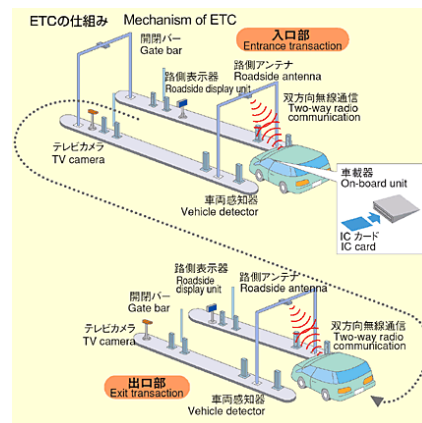 ETCの仕組み Mechanism of ETC
開閉バー
Gate bar
入口部
Entrance transaction
路側表示器
Roadside display unit
路側アンテナ
Roadside antenna
双方向無線通信
Two-way radio
communication
テレビカメラ
TV camera
車両感知器
Vehicle detector
車載器
On-board unit
ICカード
IC card
路側表示器
Roadside
display unit
路側アンテナ
Roadside antenna
開閉バー
Gate bar
テレビカメラ
TV camera
双方向無線通信
Two-way radio
communication
出口部
Exit transaction
車両感知器
Vehicle detector